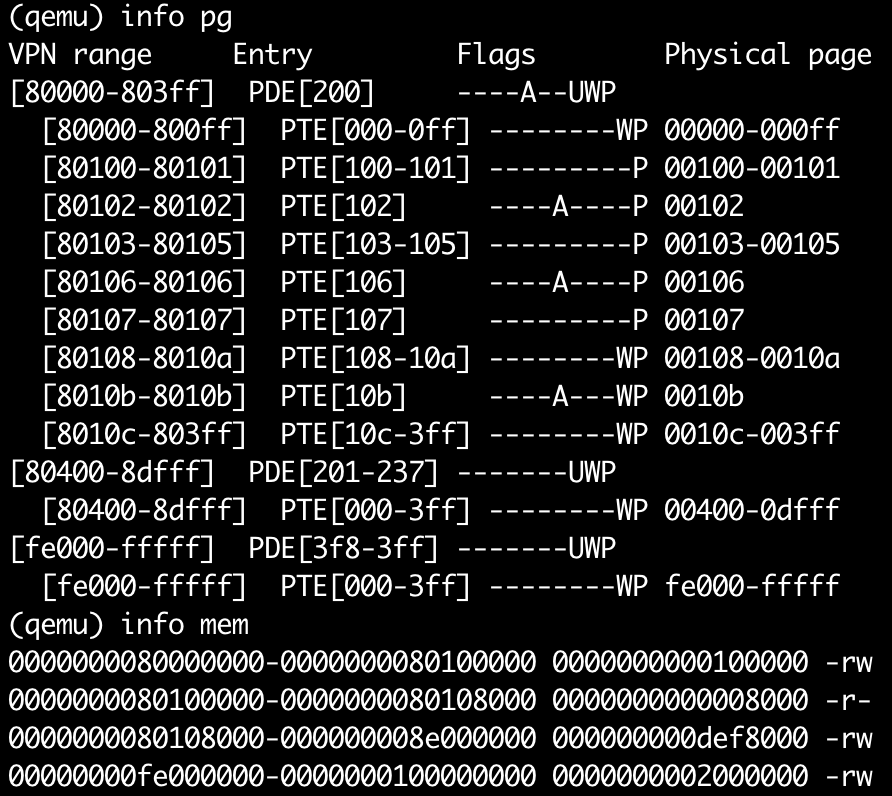 (qemu) info pg
VPN range     Entry         Flags        Physical page
[80000-803ff]  PDE[200]     ----A--UWP
  [80000-800ff]  PTE[000-0ff] --------WP 00000-000ff
  [80100-80101]  PTE[100-101] ---------P 00100-00101
  [80102-80102]  PTE[102]     ----A----P 00102
  [80103-80105]  PTE[103-105] ---------P 00103-00105
  [80106-80106]  PTE[106]     ----A----P 00106
  [80107-80107]  PTE[107]     ---------P 00107
  [80108-8010a]  PTE[108-10a] --------WP 00108-0010a
  [8010b-8010b]  PTE[10b]     ----A---WP 0010b
  [8010c-803ff]  PTE[10c-3ff] --------WP 0010c-003ff
[80400-8dfff]  PDE[201-237] -------UWP
  [80400-8dfff]  PTE[000-3ff] --------WP 00400-0dfff
[fe000-fffff]  PDE[3f8-3ff] -------UWP
  [fe000-fffff]  PTE[000-3ff] --------WP fe000-fffff
(qemu) info mem
0000000080000000-0000000080100000 0000000000100000 -rw
0000000080100000-0000000080108000 0000000000008000 -r-
0000000080108000-000000008e000000 000000000def8000 -rw
00000000fe000000-0000000100000000 0000000002000000 -rw